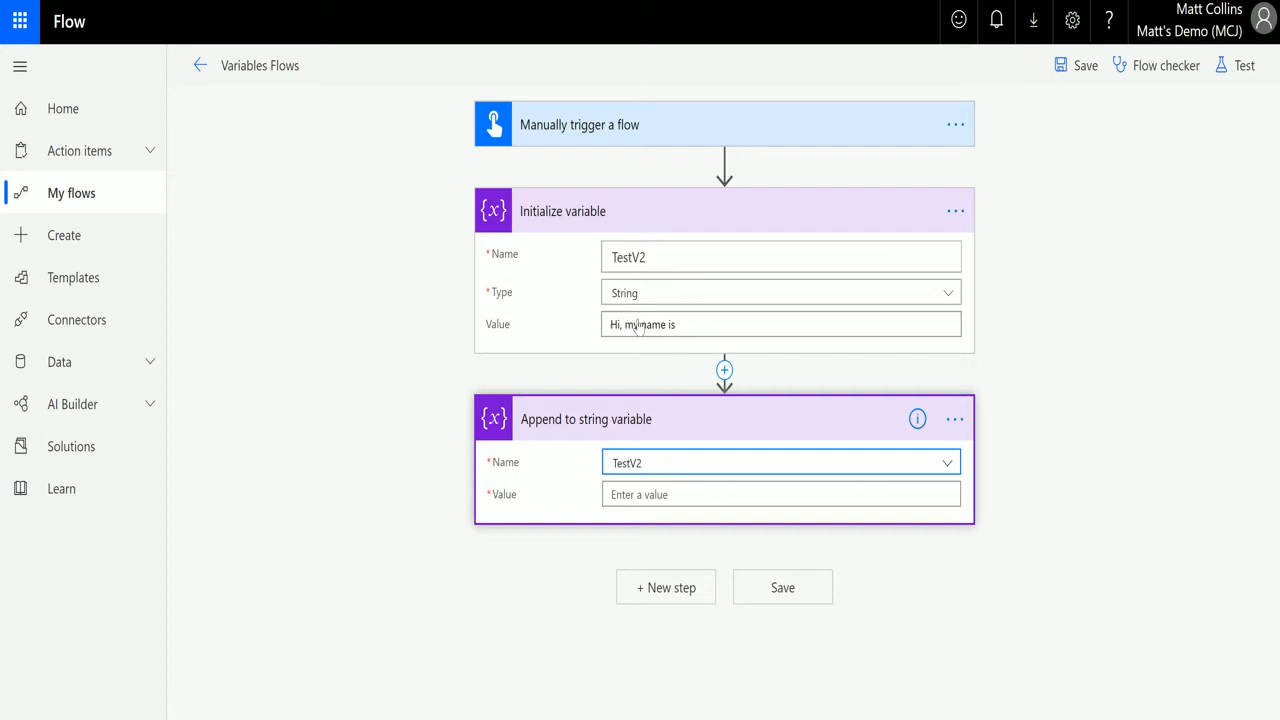 Flow
?
Matt Collins
Matt's Demo (MCJ)
Variables Flows
Save
Flow checker
Test
Home
Action items
My flows
Create
Templates
Connectors
Data
AI Builder
Solutions
Learn
Manually trigger a flow
...
{x} Initialize variable
...
* Name
TestV2
* Type
String
Value
Hi, my name is
{x} Append to string variable
i
...
* Name
TestV2
* Value
Enter a value
+ New step
Save